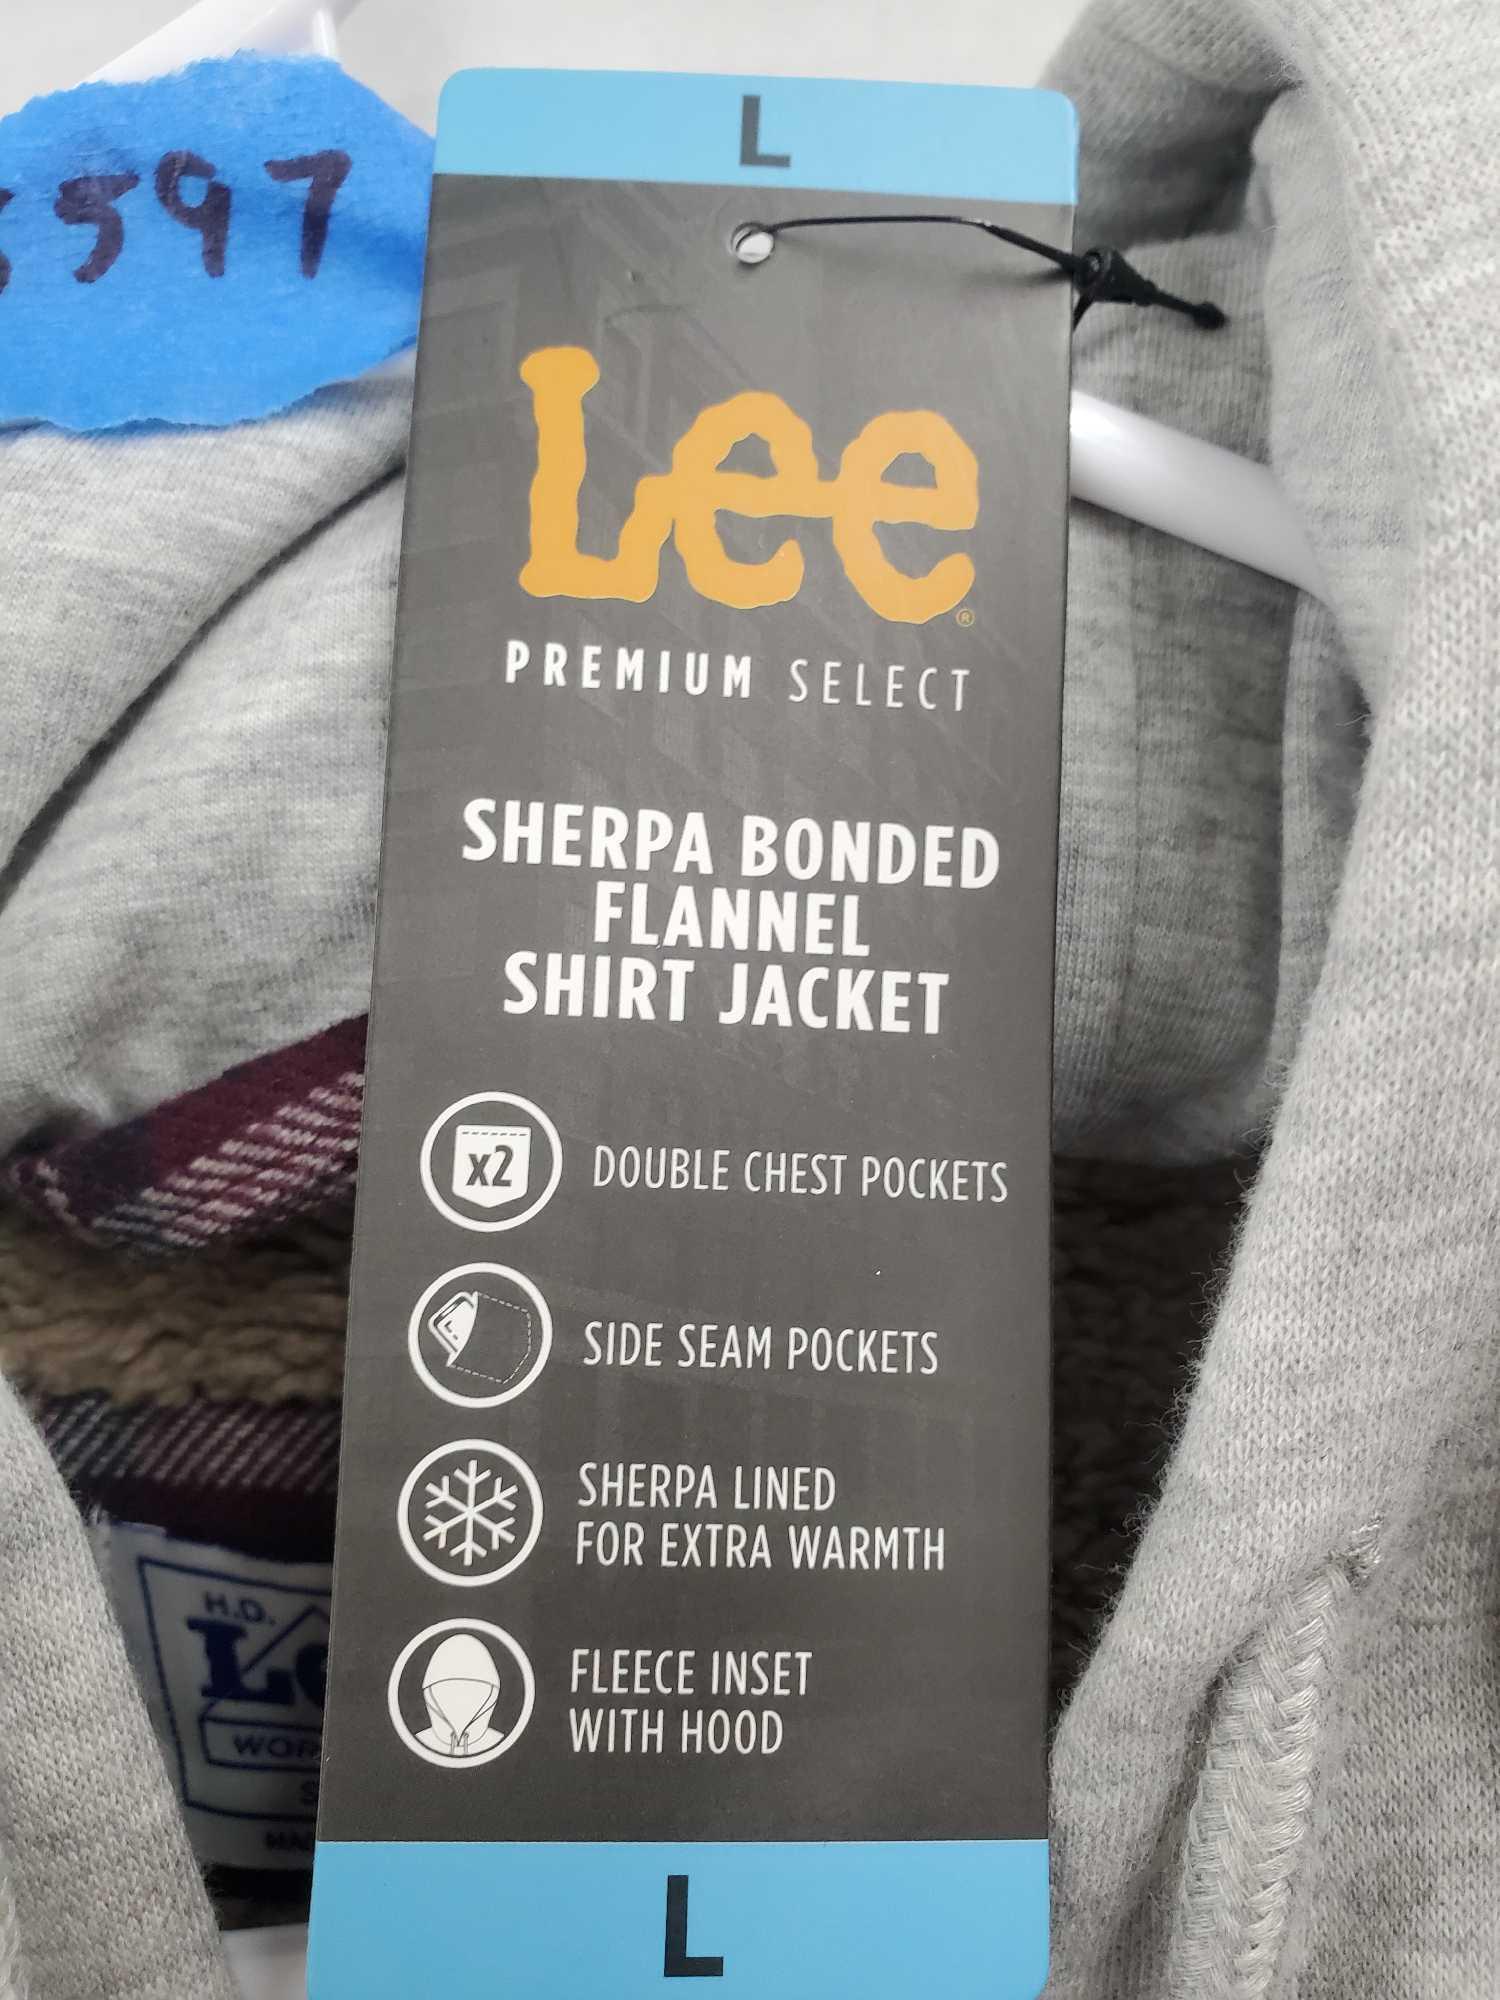 L
597
Lee
®
PREMIUM SELECT
SHERPA BONDED
FLANNEL
SHIRT JACKET
x2
DOUBLE CHEST POCKETS
SIDE SEAM POCKETS
SHERPA LINED
FOR EXTRA WARMTH
FLEECE INSET
WITH HOOD
H.D.
L